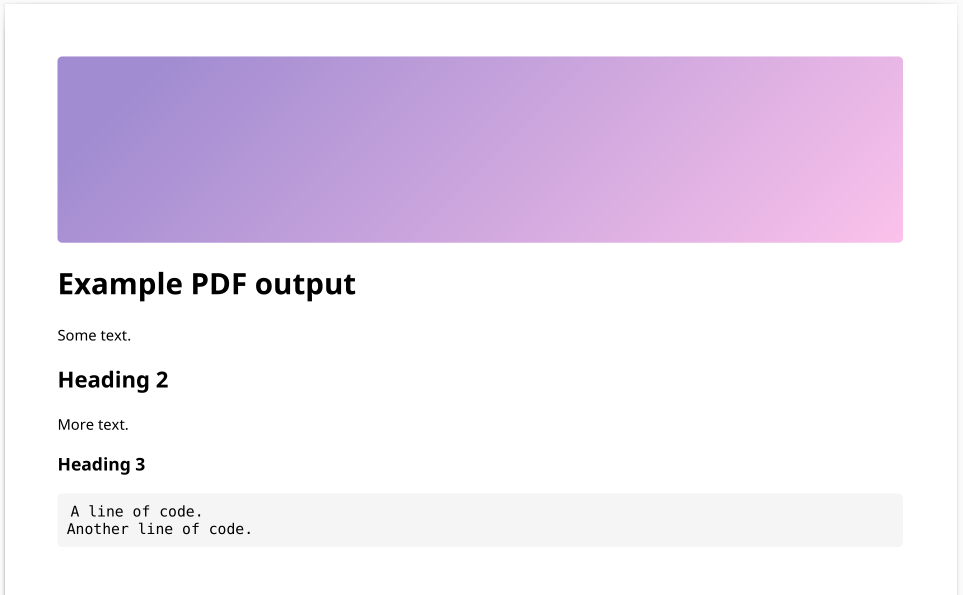 Example PDF output
Some text.
Heading 2
More text.
Heading 3
A line of code.
Another line of code.